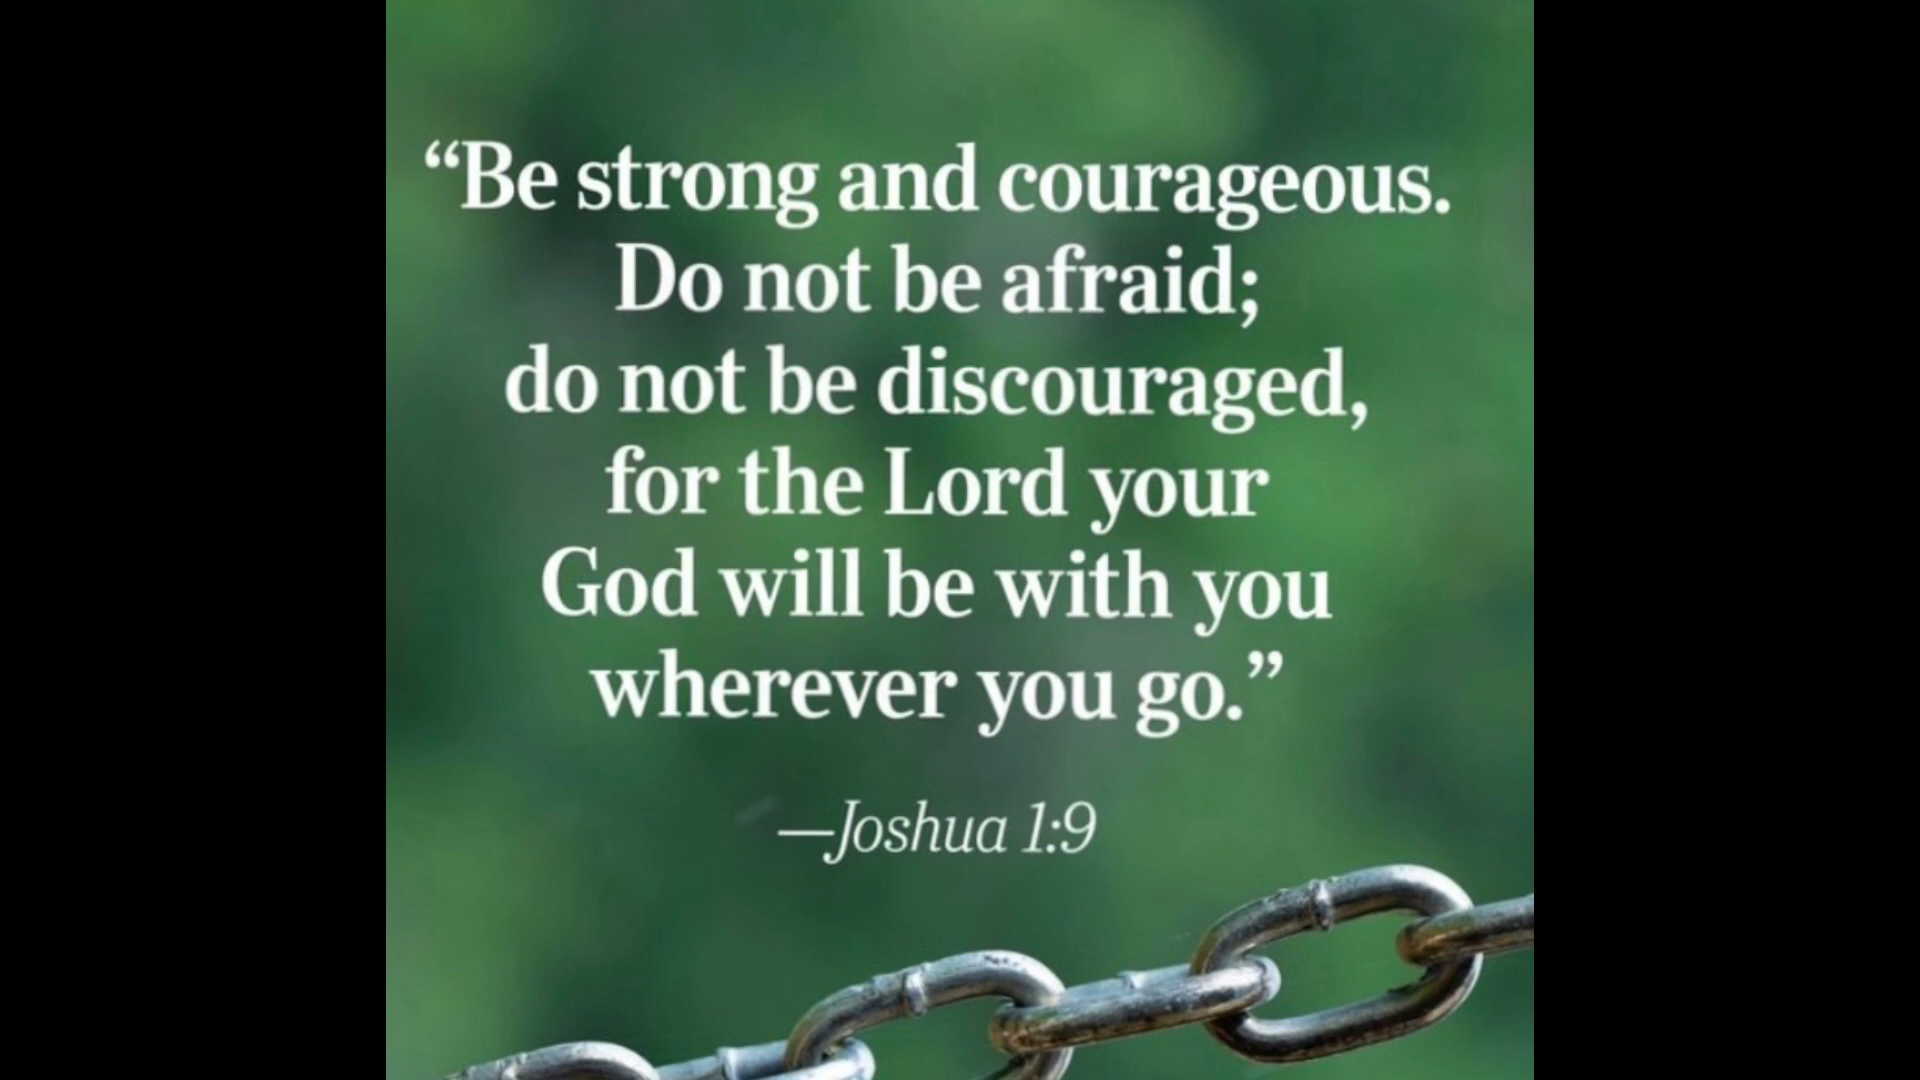 “Be strong and courageous.
Do not be afraid;
do not be discouraged,
for the Lord your
God will be with you
wherever you go.”
—Joshua 1:9